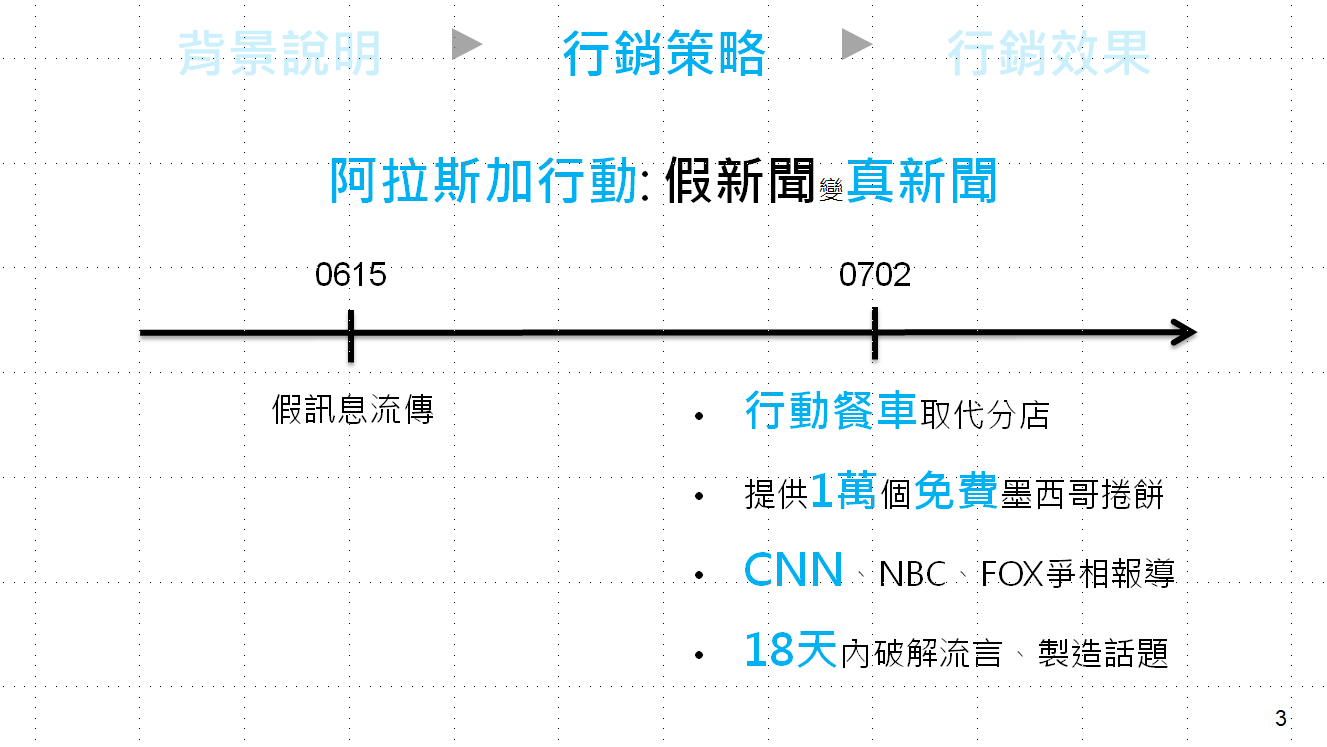 背景說明 ▶ 行銷策略 ▶ 行銷效果
阿拉斯加行動: 假新聞變真新聞
0615 0702
假訊息流傳
• 行動餐車取代分店
• 提供1萬個免費墨西哥捲餅
• CNN、NBC、FOX爭相報導
• 18天內破解流言、製造話題
3